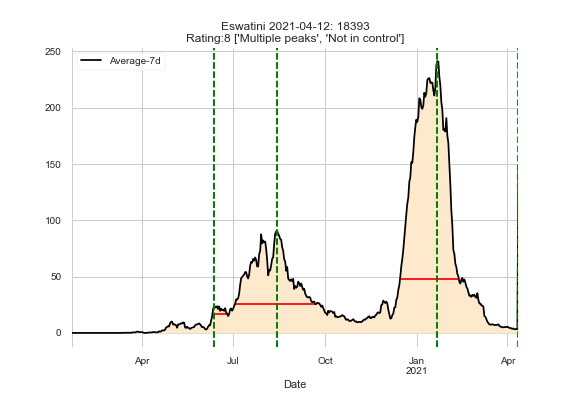 Eswatini 2021-04-12: 18393
Rating:8 ['Multiple peaks', 'Not in control']
250
Average-7d
200
150
100
50
0
Apr
Jul
Oct
Jan
2021
Apr
Date